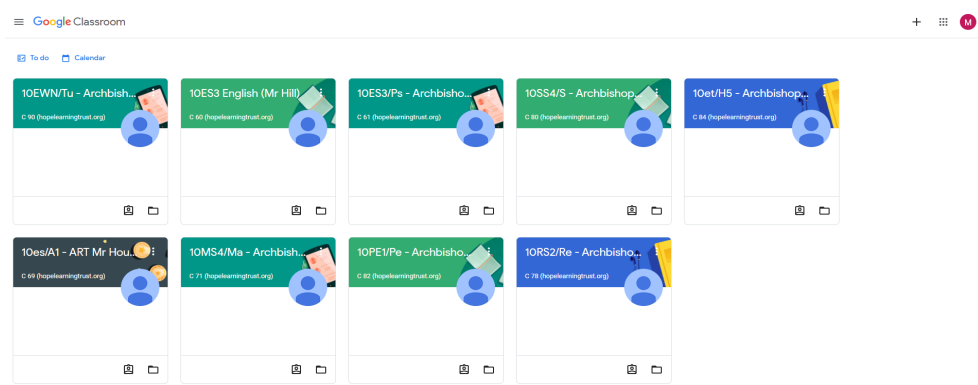 Google Classroom
M
To do Calendar
10EWN/Tu - Archbish...
C 90 (hopelearningtrust.org)
10ES3 English (Mr Hill)
C 60 (hopelearningtrust.org)
10ES3/Ps - Archbisho...
C 61 (hopelearningtrust.org)
10SS4/S - Archbishop...
C 80 (hopelearningtrust.org)
10et/H5 - Archbishop...
C 84 (hopelearningtrust.org)
10es/A1 - ART Mr Hou...
C 69 (hopelearningtrust.org)
10MS4/Ma - Archbish...
C 71 (hopelearningtrust.org)
10PE1/Pe - Archbisho...
C 82 (hopelearningtrust.org)
10RS2/Re - Archbisho...
C 78 (hopelearningtrust.org)